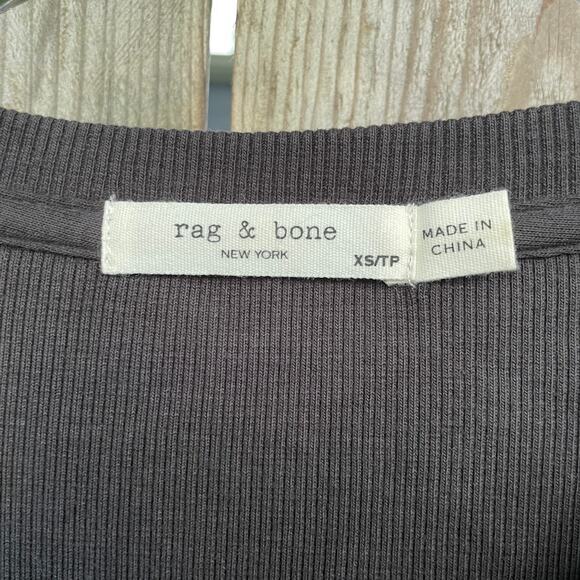 rag & bone
NEW YORK
XS/TP
MADE IN
CHINA